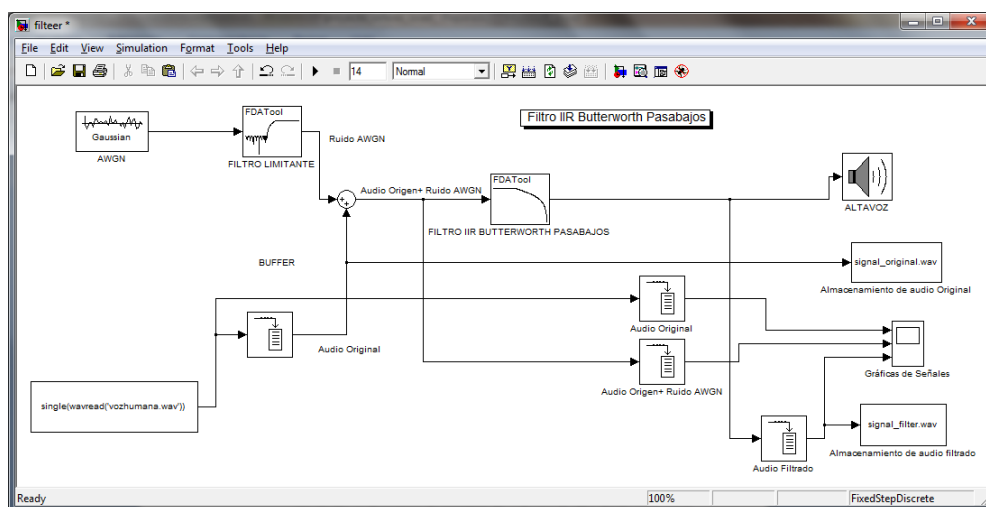 filteer *
File Edit View Simulation Format Tools Help
14 Normal
Filtro IIR Butterworth Pasabajos
Gaussian
AWGN
FDATool
FILTRO LIMITANTE
Ruido AWGN
Audio Origen+ Ruido AWGN
FDATool
FILTRO IIR BUTTERWORTH PASABAJOS
ALTAVOZ
BUFFER
signal_original.wav
Almacenamiento de audio Original
Audio Original
Audio Original
Gráficas de Señales
Audio Origen+ Ruido AWGN
single(wavread('vozhumana.wav'))
signal_filter.wav
Almacenamiento de audio filtrado
Audio Filtrado
Ready 100% FixedStepDiscrete